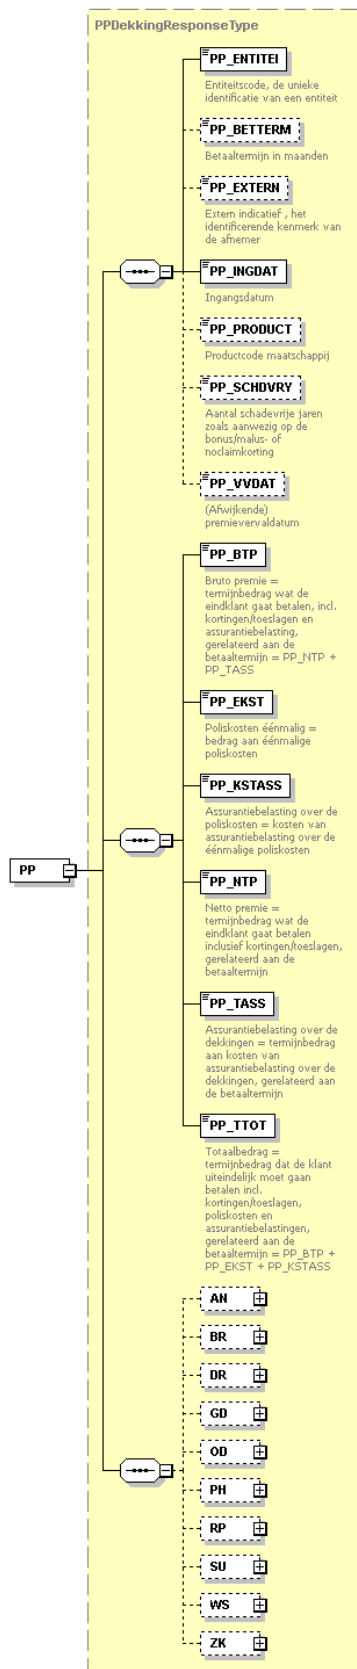 PPDekkingResponseType
PP_ENTITEI
Entiteitscode, de unieke
identificatie van een entiteit
PP_BETTERM
Betaaltermijn in maanden
PP_EXTERN
Extern indicatief , het
identificerende kenmerk van
de afnemer
PP_INGDAT
Ingangsdatum
PP_PRODUCT
Productcode maatschappij
PP_SCHDVRY
Aantal schadevrije jaren
zoals aanwezig op de
bonus/malus- of
noclaimkorting
PP_VVDAT
(Afwijkende)
premievervaldatum
PP_BTP
Bruto premie =
termijnbedrag wat de
eindklant gaat betalen, incl.
kortingen/toeslagen en
assurantiebelasting,
gerelateerd aan de
betaaltermijn = PP_NTP +
PP_TASS
PP_EKST
Poliskosten éénmalig =
bedrag aan éénmalige
poliskosten
PP_KSTASS
Assurantiebelasting over de
poliskosten = kosten van
assurantiebelasting over de
éénmalige poliskosten
PP
PP_NTP
Netto premie =
termijnbedrag wat de
eindklant gaat betalen
inclusief kortingen/toeslagen,
gerelateerd aan de
betaaltermijn
PP_TASS
Assurantiebelasting over de
dekkingen = termijnbedrag
aan kosten van
assurantiebelasting over de
dekkingen, gerelateerd aan
de betaaltermijn
PP_TTOT
Totaalbedrag =
termijnbedrag dat de klant
uiteindelijk moet gaan
betalen incl.
kortingen/toeslagen,
poliskosten en
assurantiebelastingen,
gerelateerd aan de
betaaltermijn = PP_BTP +
PP_EKST + PP_KSTASS
AN
BR
DR
GD
OD
PH
RP
SU
WS
ZK